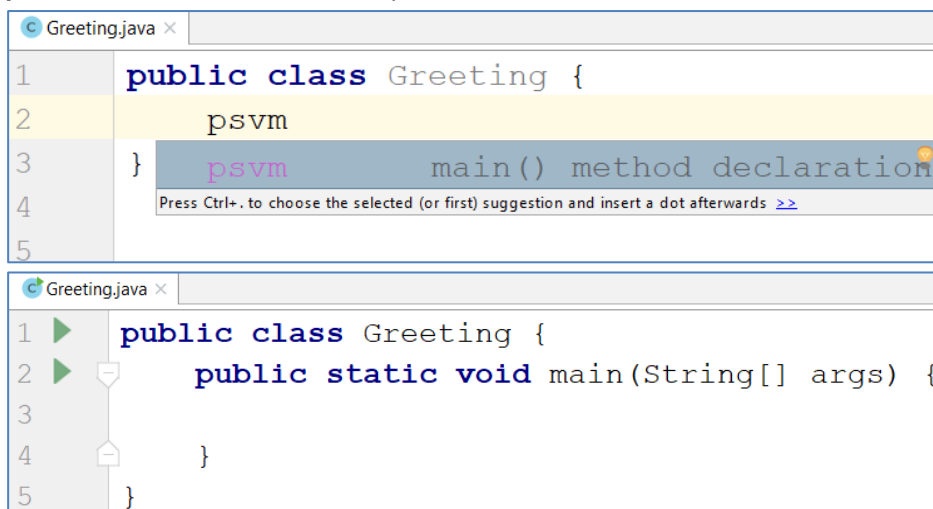 Greeting.java
1 public class Greeting {
2 psvm
3 } psvm main() method declaration
Press Ctrl+. to choose the selected (or first) suggestion and insert a dot afterwards >>
4
5
Greeting.java
1 public class Greeting {
2 public static void main(String[] args) {
3
4 }
5 }